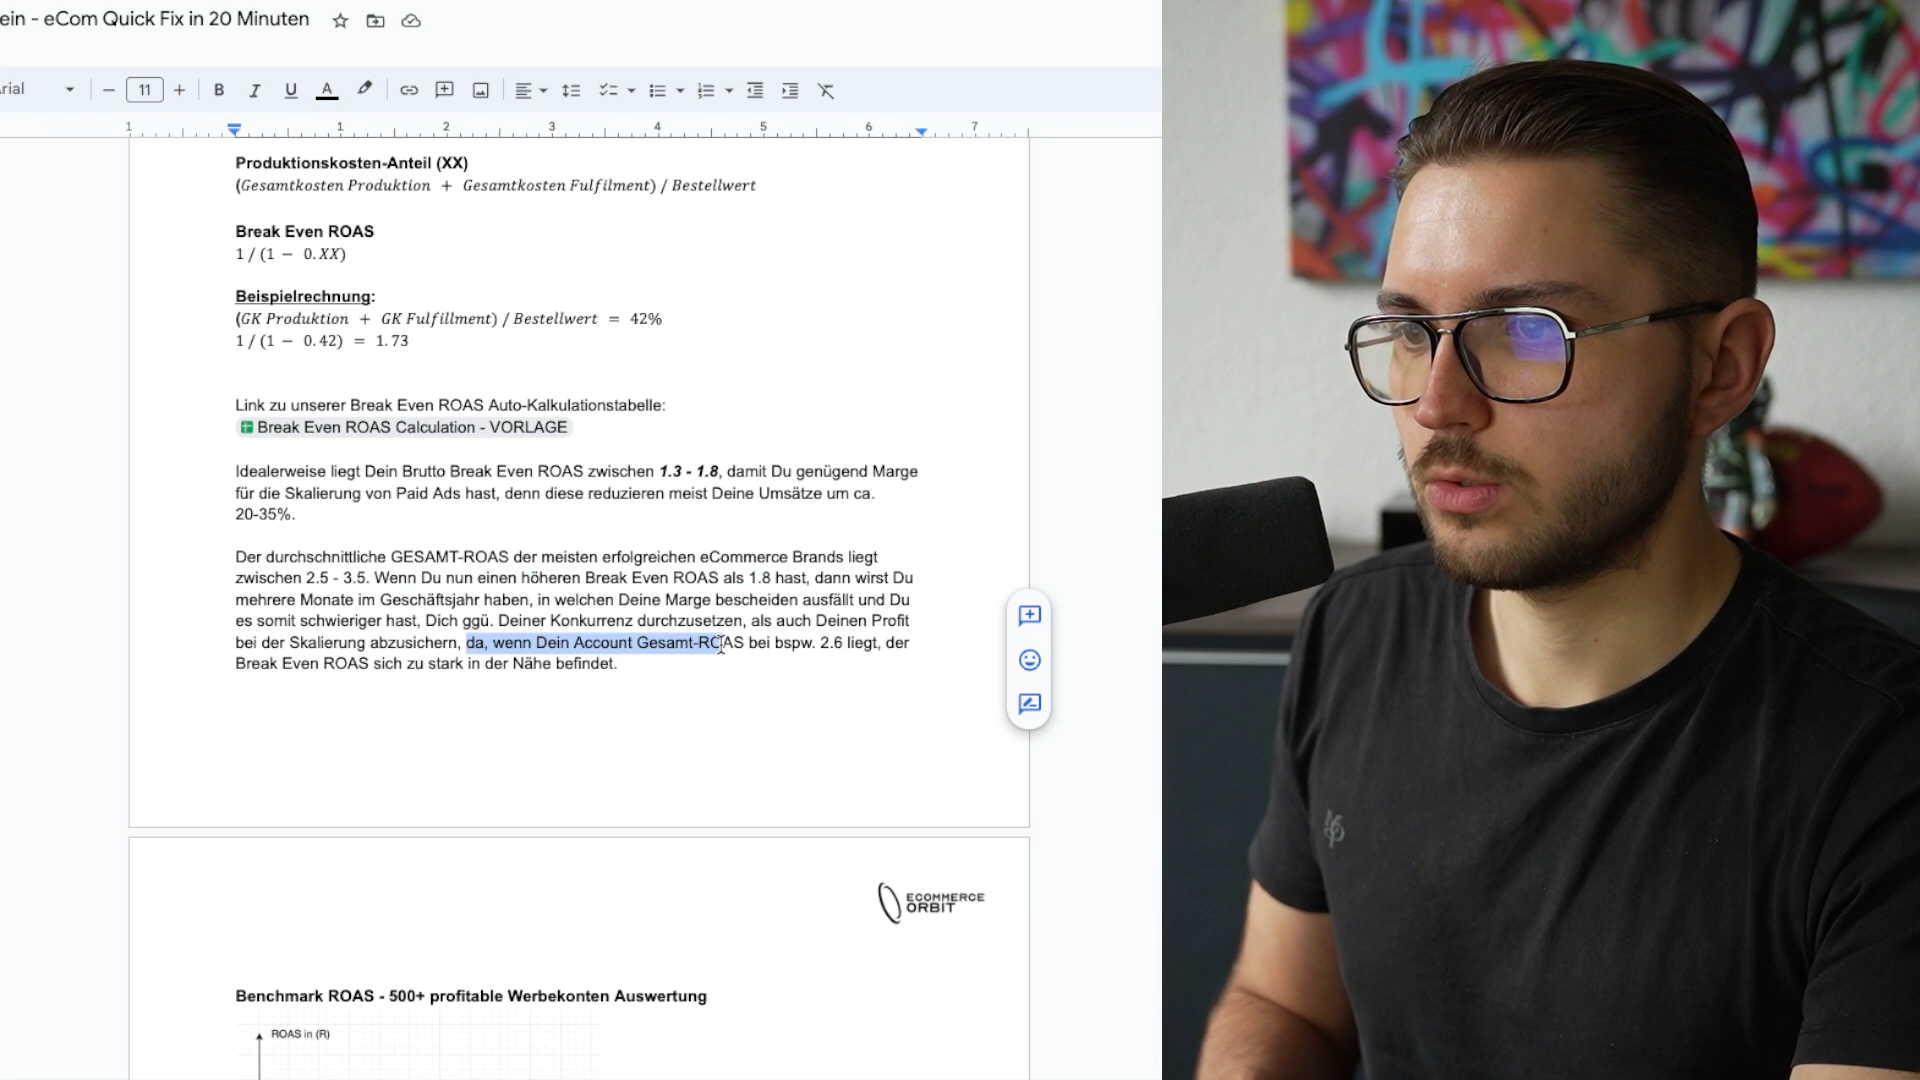 ein - eCom Quick Fix in 20 Minuten
rial
11
B I U A
1 1 2 3 4 5 6 7
Produktionskosten-Anteil (XX)
(Gesamtkosten Produktion + Gesamtkosten Fulfilment) / Bestellwert
Break Even ROAS
1 / (1 − 0.XX)
Beispielrechnung:
(GK Produktion + GK Fulfillment) / Bestellwert = 42%
1 / (1 − 0.42) = 1.73
Link zu unserer Break Even ROAS Auto-Kalkulationstabelle:
Break Even ROAS Calculation - VORLAGE
Idealerweise liegt Dein Brutto Break Even ROAS zwischen 1.3 - 1.8, damit Du genügend Marge
für die Skalierung von Paid Ads hast, denn diese reduzieren meist Deine Umsätze um ca.
20-35%.
Der durchschnittliche GESAMT-ROAS der meisten erfolgreichen eCommerce Brands liegt
zwischen 2.5 - 3.5. Wenn Du nun einen höheren Break Even ROAS als 1.8 hast, dann wirst Du
mehrere Monate im Geschäftsjahr haben, in welchen Deine Marge bescheiden ausfällt und Du
es somit schwieriger hast, Dich ggü. Deiner Konkurrenz durchzusetzen, als auch Deinen Profit
bei der Skalierung abzusichern, da, wenn Dein Account Gesamt-ROAS bei bspw. 2.6 liegt, der
Break Even ROAS sich zu stark in der Nähe befindet.
ECOMMERCE
ORBIT
Benchmark ROAS - 500+ profitable Werbekonten Auswertung
ROAS in (R)